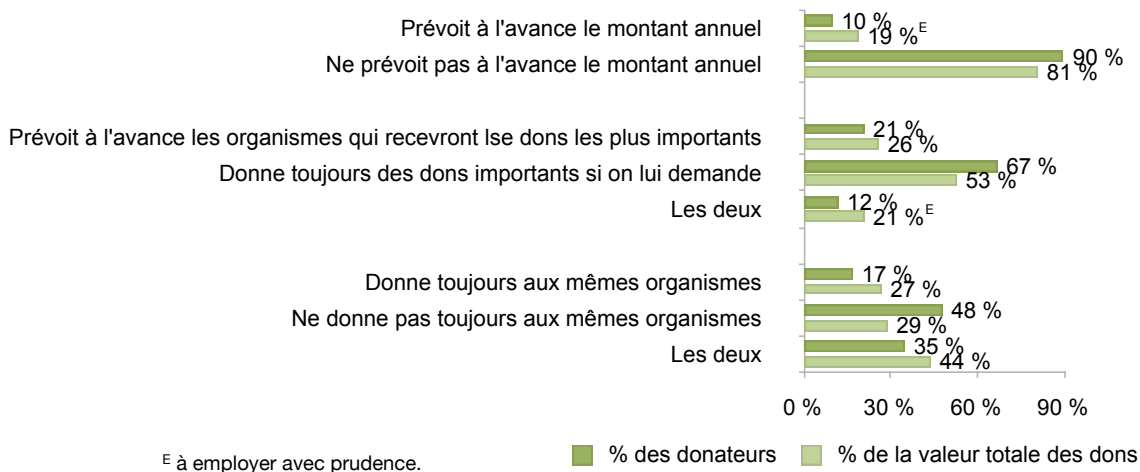 Prévoit à l'avance le montant annuel
10 %
19 %E
Ne prévoit pas à l'avance le montant annuel
90 %
81 %
Prévoit à l'avance les organismes qui recevront lse dons les plus importants
21 %
26 %
Donne toujours des dons importants si on lui demande
67 %
53 %
Les deux
12 %
21 %E
Donne toujours aux mêmes organismes
17 %
27 %
Ne donne pas toujours aux mêmes organismes
48 %
29 %
Les deux
35 %
44 %
0 % 30 % 60 % 90 %
E à employer avec prudence.
% des donateurs % de la valeur totale des dons